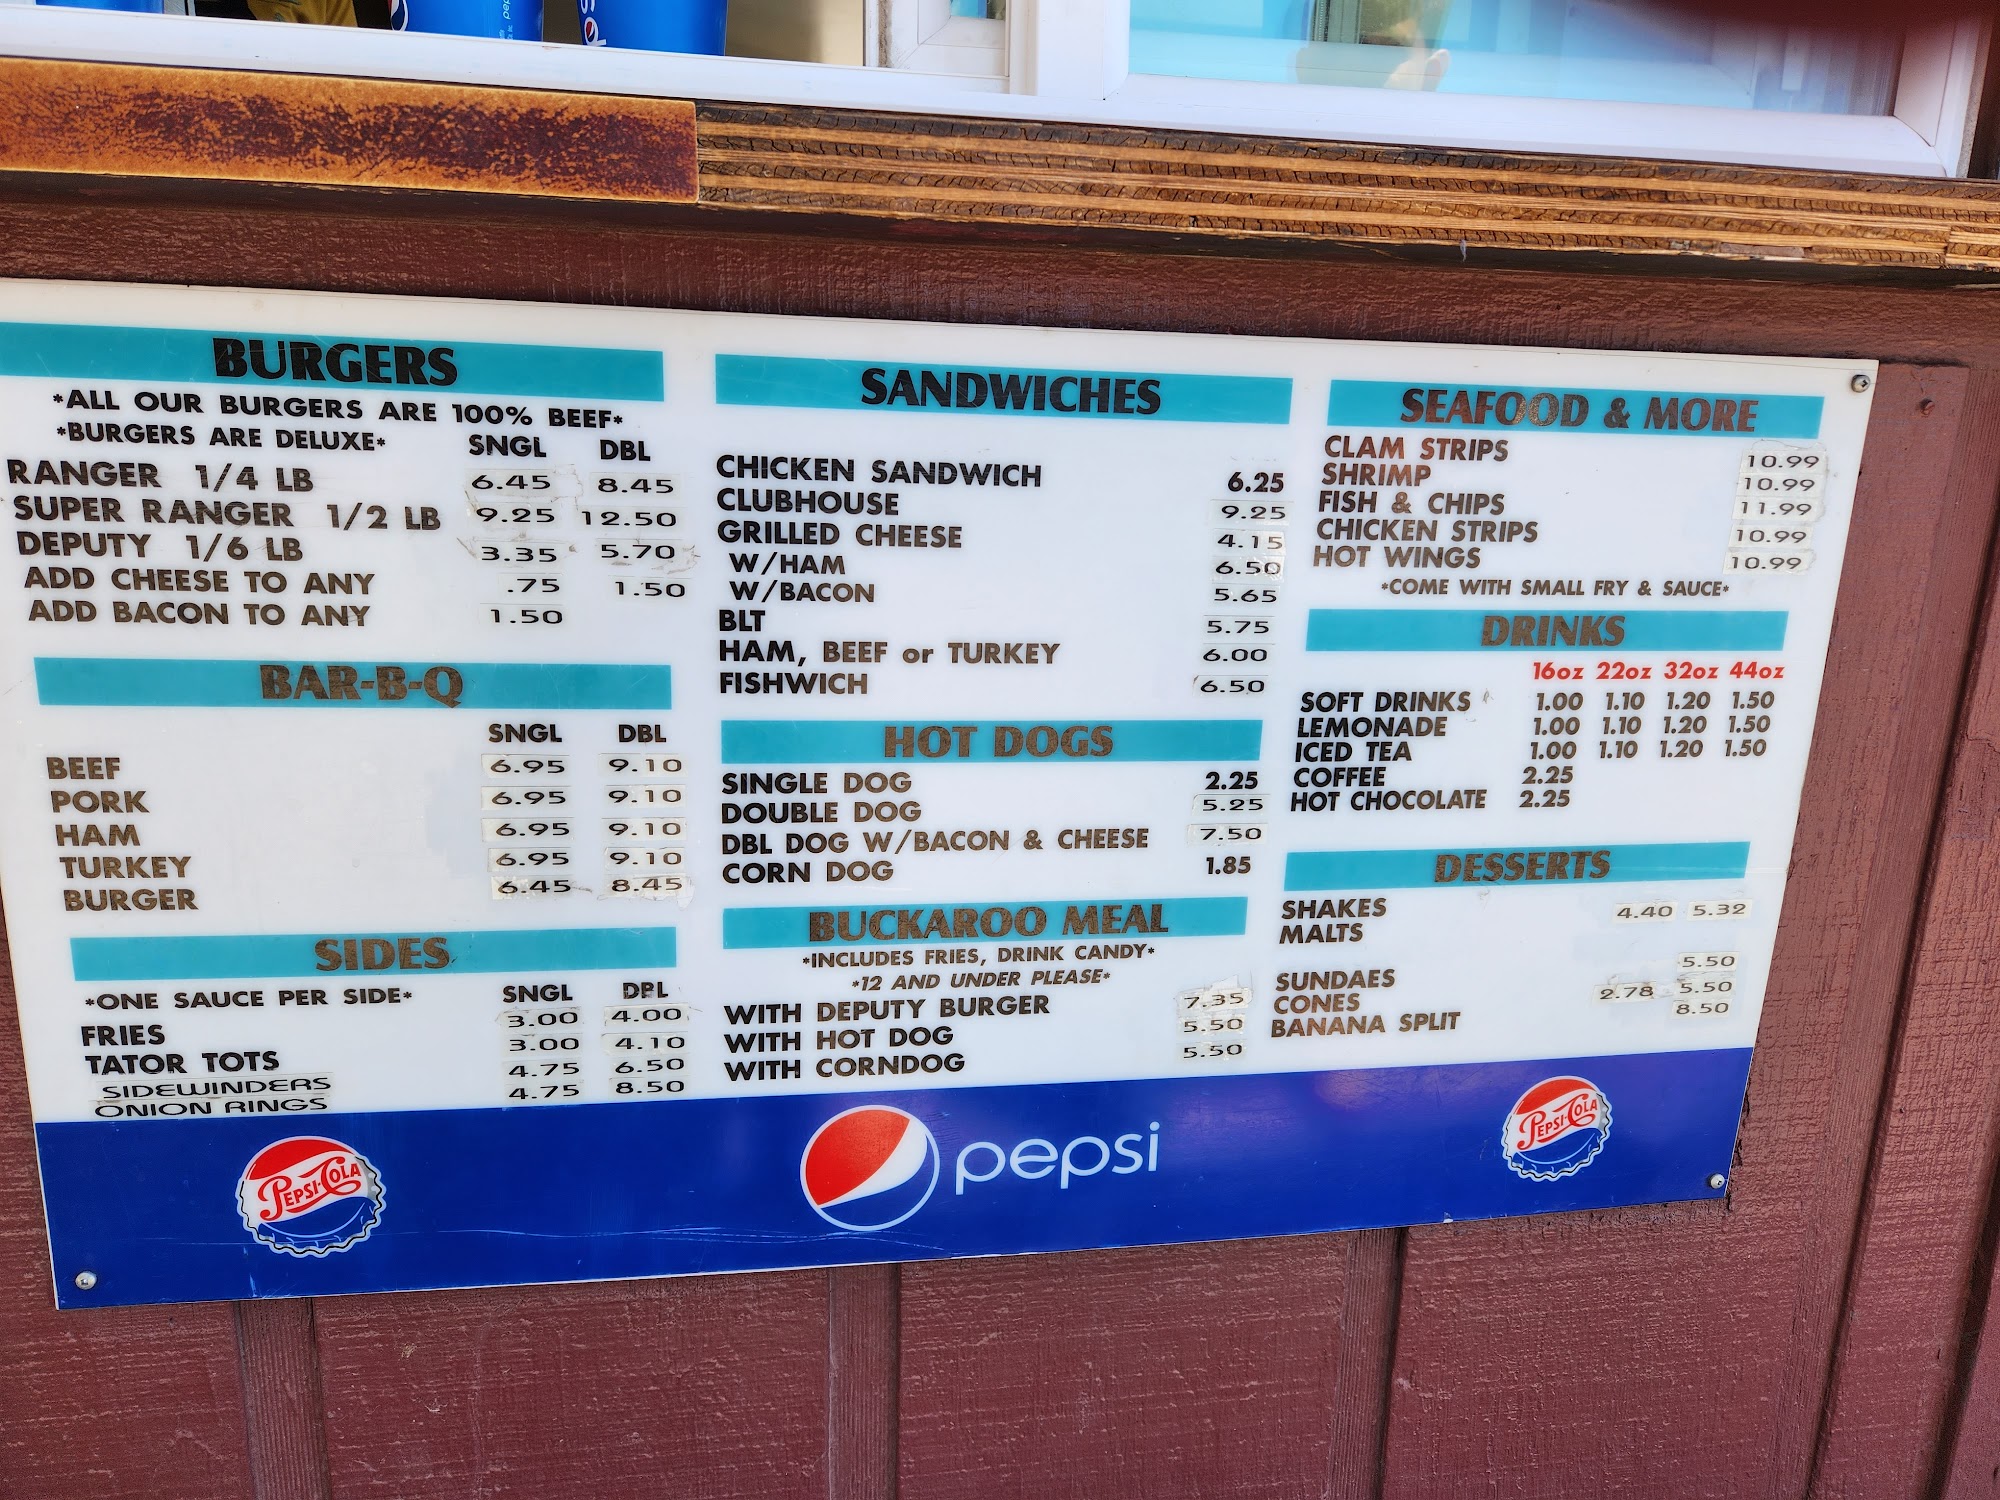 pepsi
BURGERS
*ALL OUR BURGERS ARE 100% BEEF*
*BURGERS ARE DELUXE* SNGL DBL
RANGER 1/4 LB 6.45 8.45
SUPER RANGER 1/2 LB 9.25 12.50
DEPUTY 1/6 LB 3.35 5.70
ADD CHEESE TO ANY .75 1.50
ADD BACON TO ANY 1.50
BAR-B-Q
SNGL DBL
BEEF 6.95 9.10
PORK 6.95 9.10
HAM 6.95 9.10
TURKEY 6.95 9.10
BURGER 6.45 8.45
SIDES
*ONE SAUCE PER SIDE* SNGL DBL
FRIES 3.00 4.00
TATOR TOTS 3.00 4.10
SIDEWINDERS 4.75 6.50
ONION RINGS 4.75 8.50
SANDWICHES
CHICKEN SANDWICH 6.25
CLUBHOUSE 9.25
GRILLED CHEESE 4.15
W/HAM 6.50
W/BACON 5.65
BLT 5.75
HAM, BEEF or TURKEY 6.00
FISHWICH 6.50
HOT DOGS
SINGLE DOG 2.25
DOUBLE DOG 5.25
DBL DOG W/BACON & CHEESE 7.50
CORN DOG 1.85
BUCKAROO MEAL
*INCLUDES FRIES, DRINK CANDY*
*12 AND UNDER PLEASE*
WITH DEPUTY BURGER 7.35
WITH HOT DOG 5.50
WITH CORNDOG 5.50
SEAFOOD & MORE
CLAM STRIPS 10.99
SHRIMP 10.99
FISH & CHIPS 11.99
CHICKEN STRIPS 10.99
HOT WINGS 10.99
*COME WITH SMALL FRY & SAUCE*
DRINKS
16oz 22oz 32oz 44oz
SOFT DRINKS 1.00 1.10 1.20 1.50
LEMONADE 1.00 1.10 1.20 1.50
ICED TEA 1.00 1.10 1.20 1.50
COFFEE 2.25
HOT CHOCOLATE 2.25
DESSERTS
SHAKES 4.40 5.32
MALTS
5.50
SUNDAES 2.78 5.50
CONES 8.50
BANANA SPLIT
PEPSI-COLA
pepsi
PEPSI-COLA